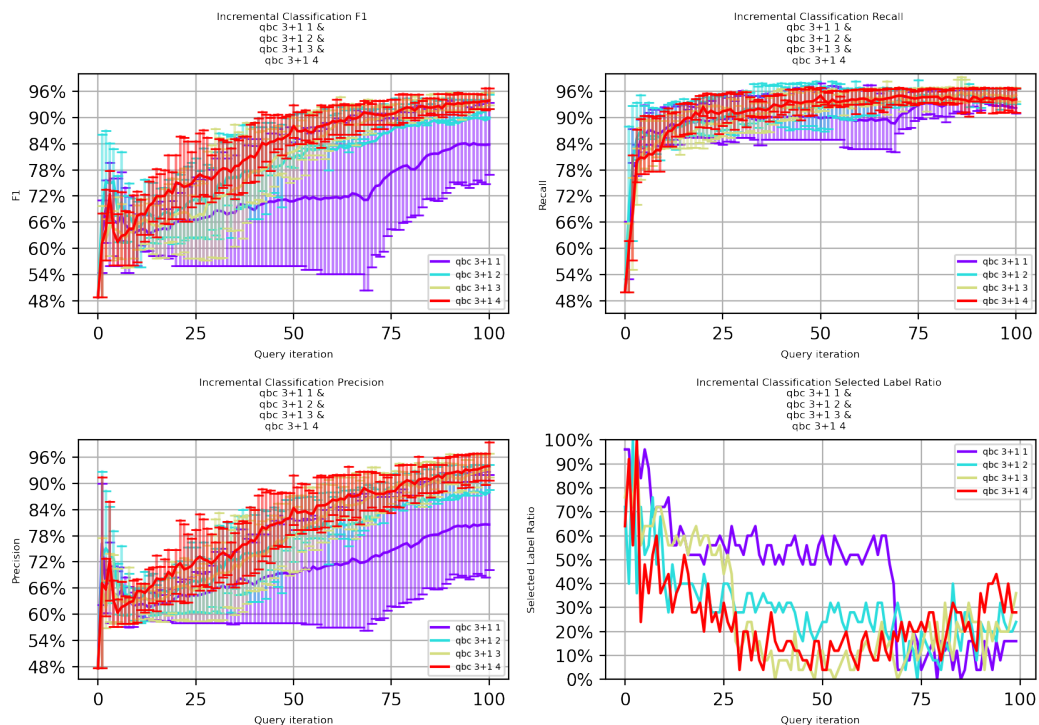 Incremental Classification F1
qbc 3+1 1 &
qbc 3+1 2 &
qbc 3+1 3 &
qbc 3+1 4
96%
90%
84%
78%
72%
66%
60%
54%
48%
F1
0
25
50
75
100
Query iteration
qbc 3+1 1
qbc 3+1 2
qbc 3+1 3
qbc 3+1 4
Incremental Classification Recall
qbc 3+1 1 &
qbc 3+1 2 &
qbc 3+1 3 &
qbc 3+1 4
96%
90%
84%
78%
72%
66%
60%
54%
48%
Recall
0
25
50
75
100
Query iteration
qbc 3+1 1
qbc 3+1 2
qbc 3+1 3
qbc 3+1 4
Incremental Classification Precision
qbc 3+1 1 &
qbc 3+1 2 &
qbc 3+1 3 &
qbc 3+1 4
96%
90%
84%
78%
72%
66%
60%
54%
48%
Precision
0
25
50
75
100
Query iteration
qbc 3+1 1
qbc 3+1 2
qbc 3+1 3
qbc 3+1 4
Incremental Classification Selected Label Ratio
qbc 3+1 1 &
qbc 3+1 2 &
qbc 3+1 3 &
qbc 3+1 4
100%
90%
80%
70%
60%
50%
40%
30%
20%
10%
0%
Selected Label Ratio
0
25
50
75
100
Query iteration
qbc 3+1 1
qbc 3+1 2
qbc 3+1 3
qbc 3+1 4